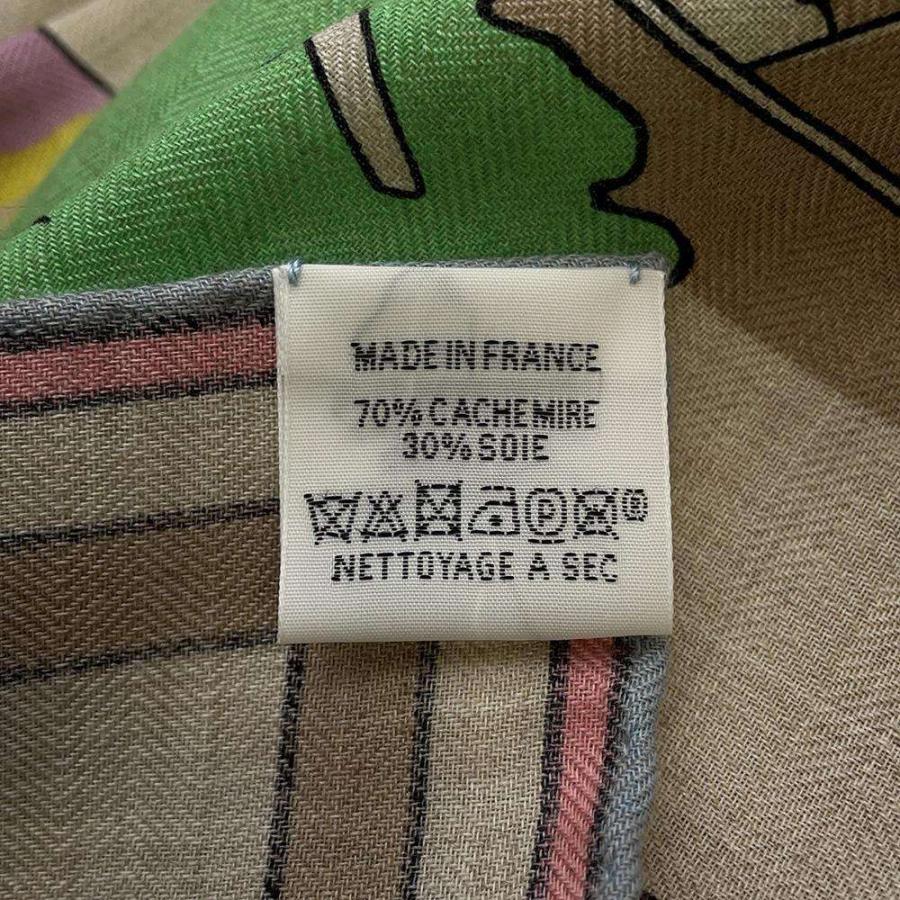 MADE IN FRANCE
70% CACHEMIRE
30% SOIE
P ®
NETTOYAGE A SEC